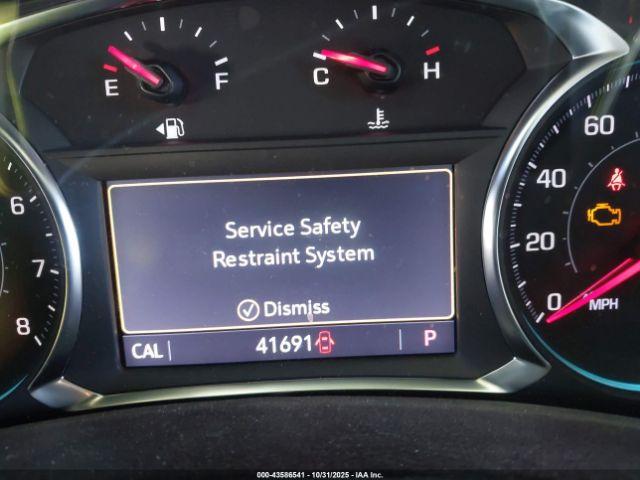 E F
C H
6
7
8
60
40
20
0
MPH
Service Safety
Restraint System
Dismiss
CAL 41691 P
000-43586541 - 10/31/2025 - IAA Inc.